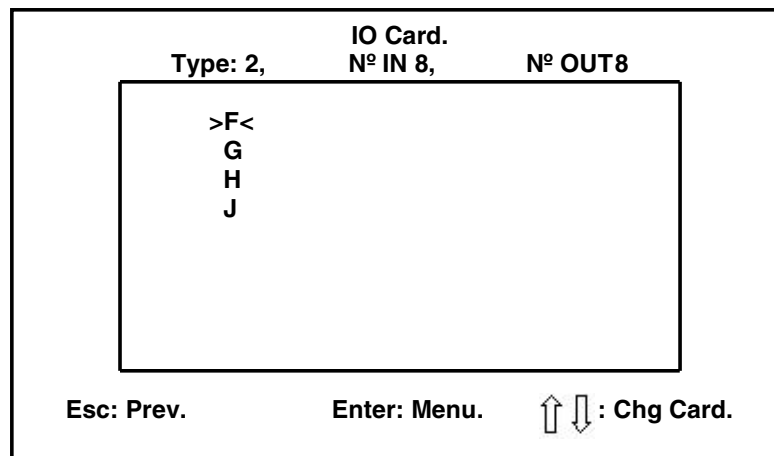 IO Card.
Type: 2, Nº IN 8, Nº OUT8
>F<
G
H
J
Esc: Prev. Enter: Menu. ⇧ ⇩ : Chg Card.